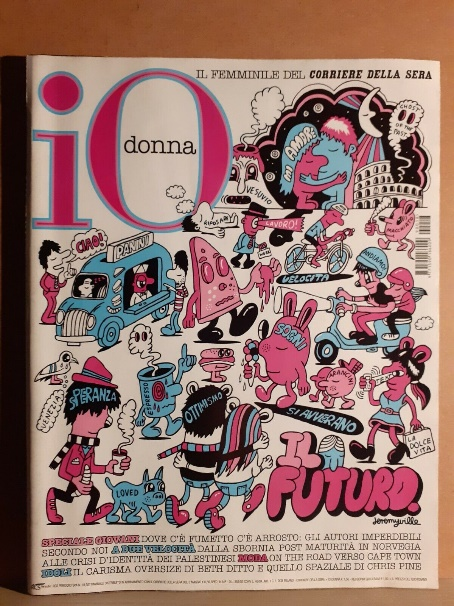 IL FEMMINILE DEL CORRIERE DELLA SERA
iO
donna
GHOST OF THE PAST
MI AMORE
VESUVIO
CIAO!
PANINI
LAVORO!
VELOCITA
ANDIAMO
SOGNI
SI AVVERANO
VENEZIA
SPERANZA
ESPRESSO
OTTIMISMO
LA DOLCE VITA
LOVED
IL FUTURO
Jeremyville
SPECIALE GIOVANI DOVE C'È FUMETTO C'È ARROSTO: GLI AUTORI IMPERDIBILI
SECONDO NOI A DUE VELOCITÀ DALLA SBORNIA POST MATURITÀ IN NORVEGIA
ALLE CRISI D'IDENTITÀ DEI PALESTINESI MODA ON THE ROAD VERSO CAPE TOWN
IDOLI IL CARISMA OVERSIZE DI BETH DITTO E QUELLO SPAZIALE DI CHRIS PINE